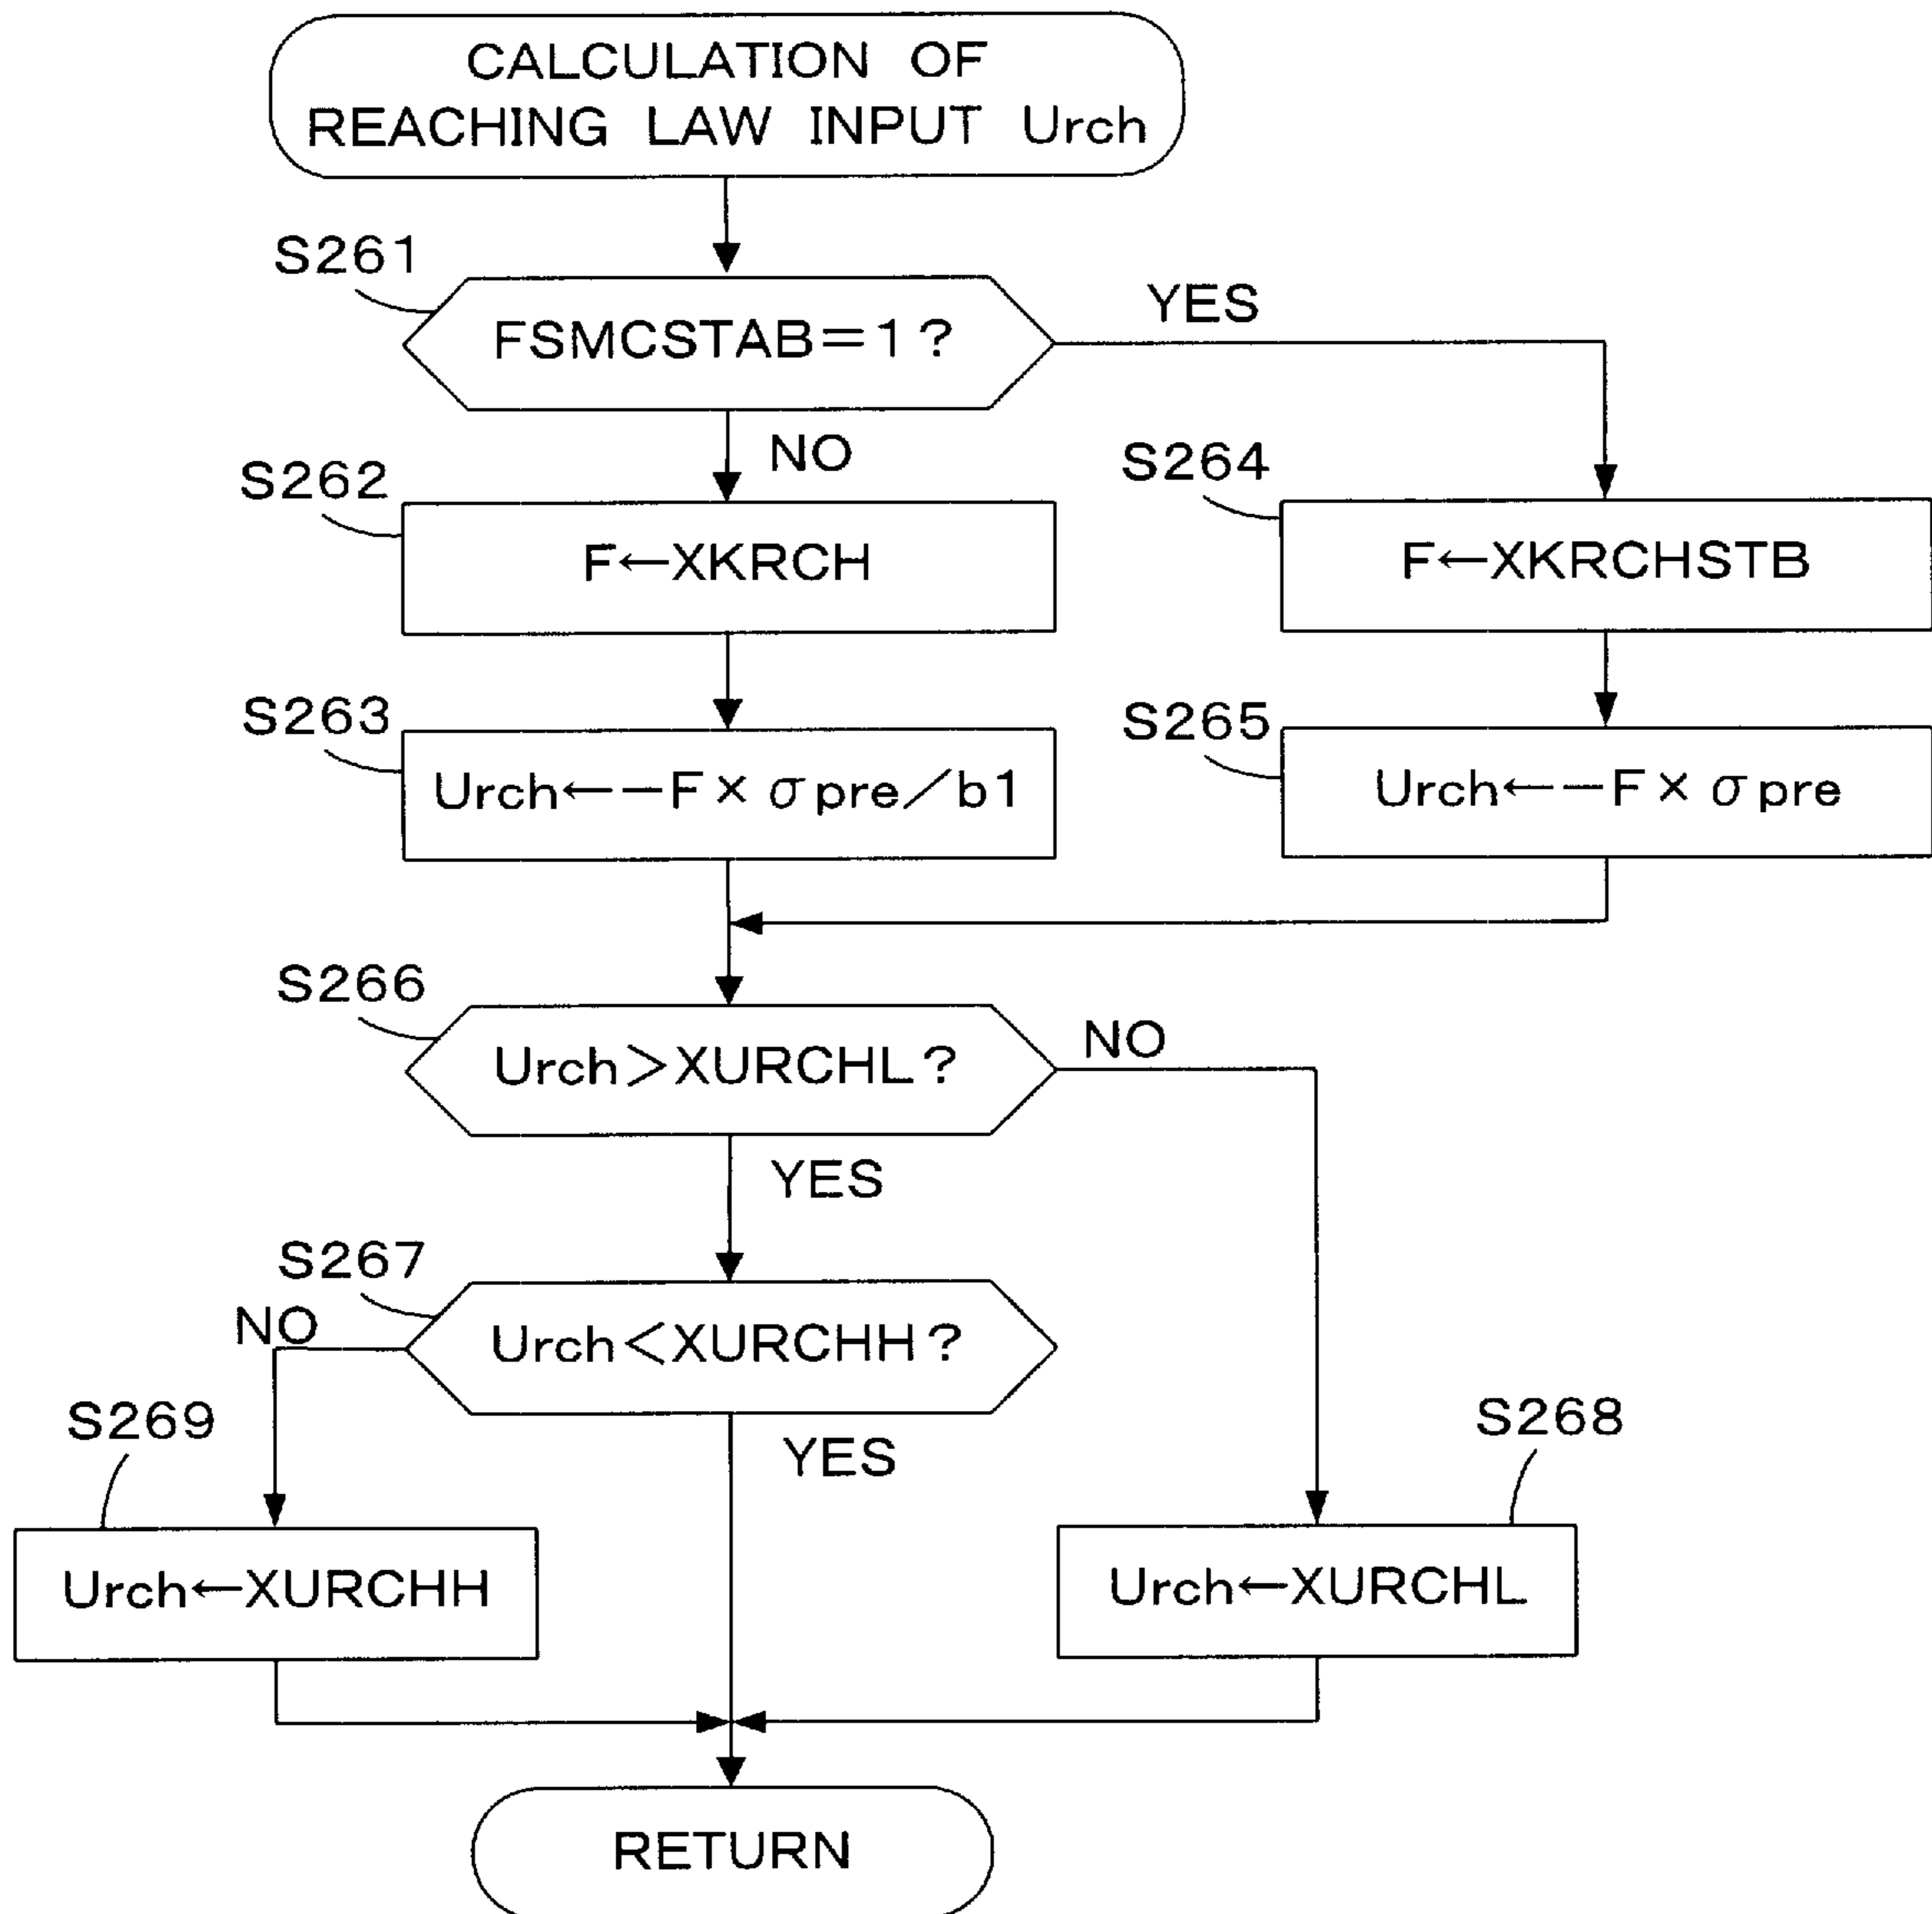 CALCULATION OF
REACHING LAW INPUT Urch
S261
FSMCSTAB=1?
YES
NO
S262
F←XKRCH
S264
F←XKRCHSTB
S263
Urch←−F×σpre/b1
S265
Urch←−F×σpre
S266
Urch>XURCHL?
NO
YES
S267
Urch<XURCHH?
NO
YES
S269
Urch←XURCHH
S268
Urch←XURCHL
RETURN